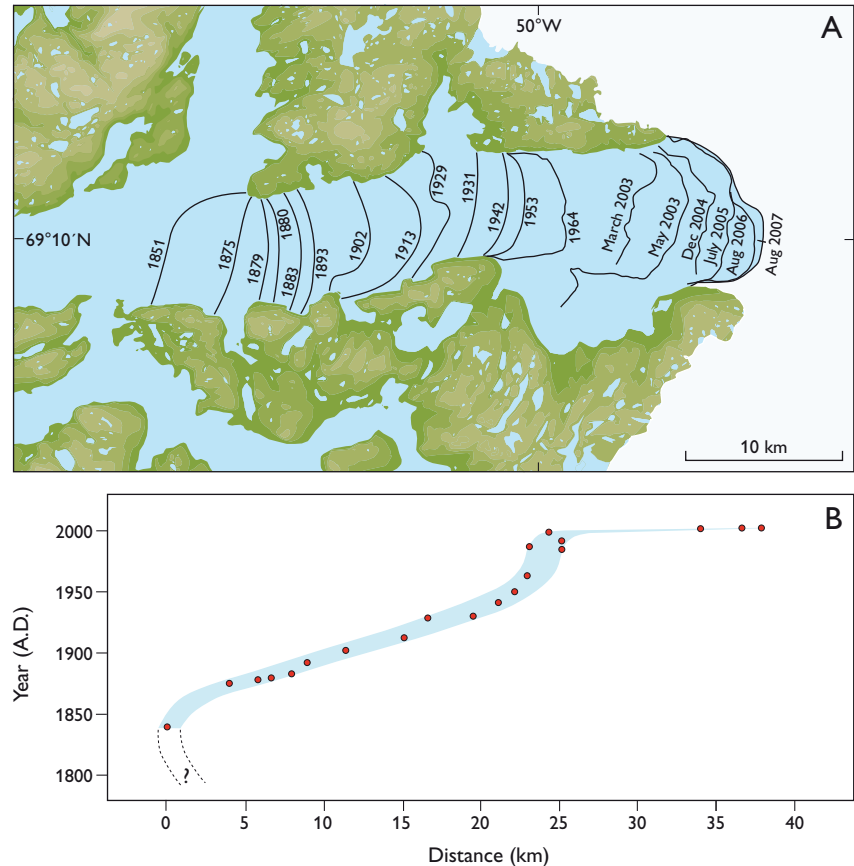 50°W
A
69°10´N
1851
1875
1879
1880
1883
1893
1902
1913
1929
1931
1942
1953
1964
March 2003
May 2003
Dec 2004
July 2005
Aug 2006
Aug 2007
10 km
B
Year (A.D.)
2000
1950
1900
1850
1800
?
0
5
10
15
20
25
30
35
40
Distance (km)